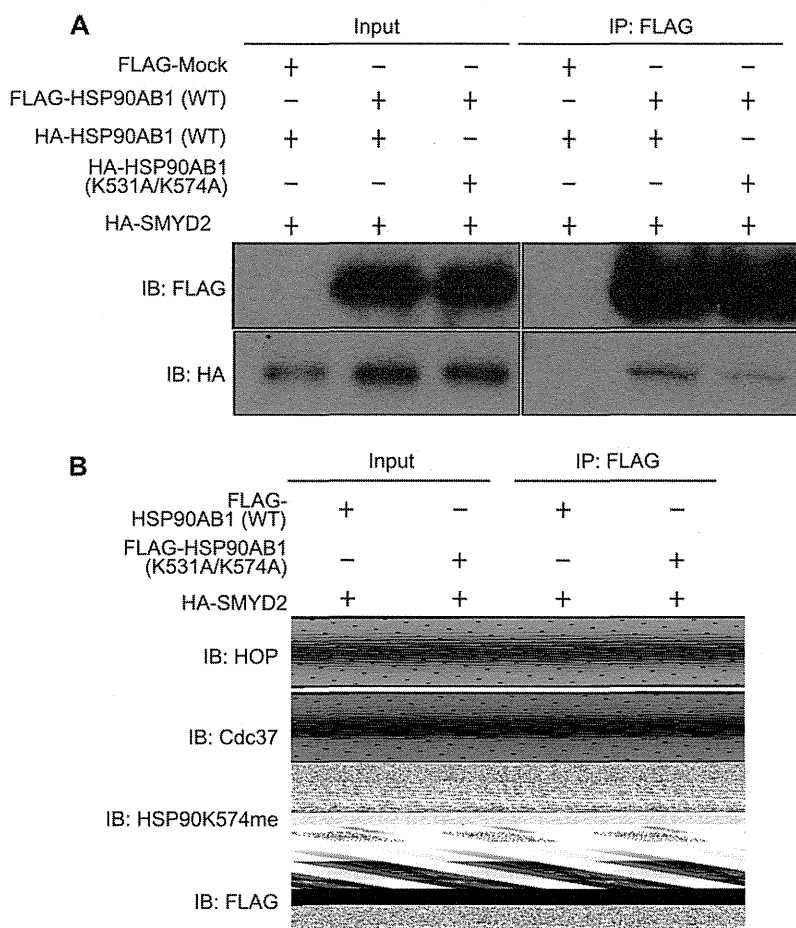 A
Input IP: FLAG
FLAG-Mock + − − + − −
FLAG-HSP90AB1 (WT) − + + − + +
HA-HSP90AB1 (WT) + + − + + −
HA-HSP90AB1
(K531A/K574A) − − + − − +
HA-SMYD2 + + + + + +
IB: FLAG
IB: HA
B
Input IP: FLAG
FLAG-
HSP90AB1 (WT) + − + −
FLAG-HSP90AB1
(K531A/K574A) − + − +
HA-SMYD2 + + + +
IB: HOP
IB: Cdc37
IB: HSP90K574me
IB: FLAG